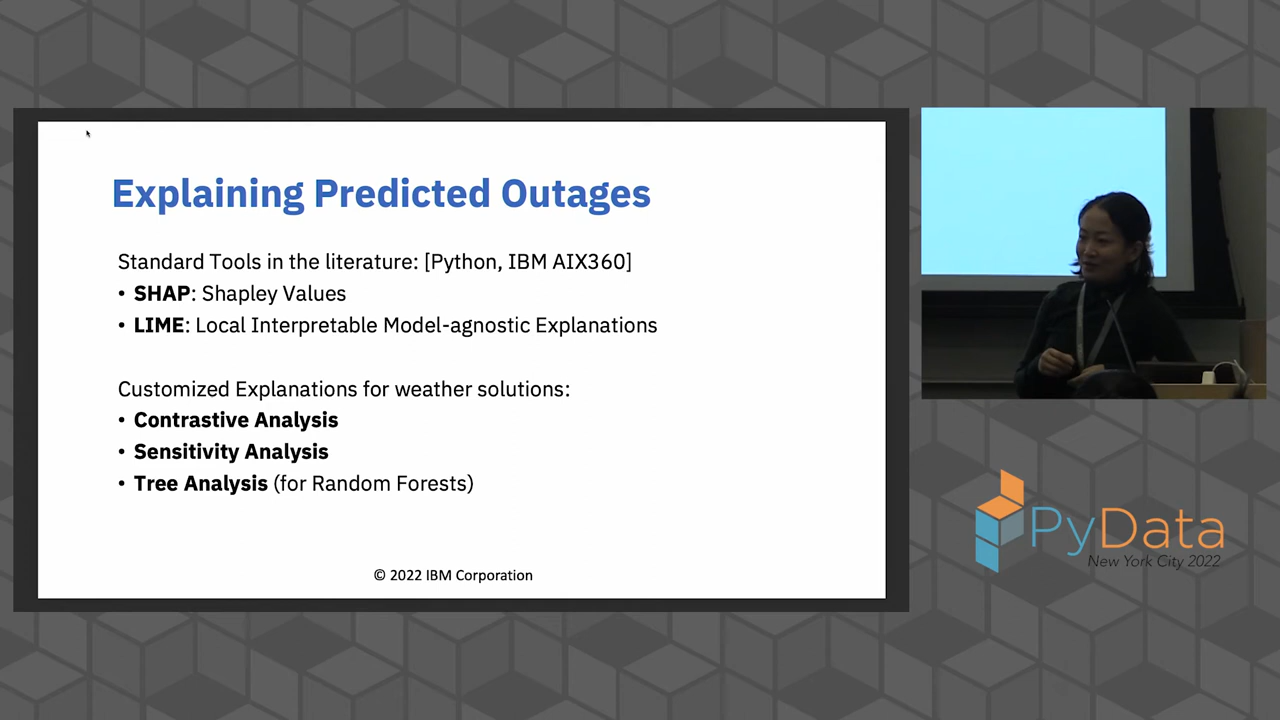 Explaining Predicted Outages
Standard Tools in the literature: [Python, IBM AIX360]
• SHAP: Shapley Values
• LIME: Local Interpretable Model-agnostic Explanations
Customized Explanations for weather solutions:
• Contrastive Analysis
• Sensitivity Analysis
• Tree Analysis (for Random Forests)
© 2022 IBM Corporation
PyData
New York City 2022